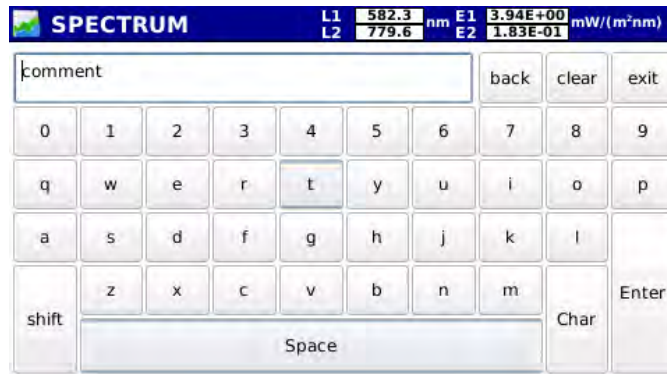 SPECTRUM L1 582.3 nm E1 3.94E+00 mW/(m²nm)
L2 779.6 E2 1.83E-01
comment back clear exit
0 1 2 3 4 5 6 7 8 9
q w e r t y u i o p
a s d f g h j k l
shift z x c v b n m Char Enter
Space